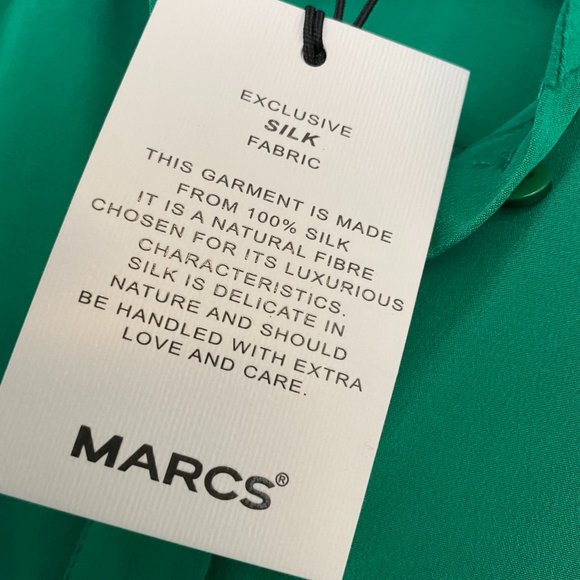 EXCLUSIVE
SILK
FABRIC
THIS GARMENT IS MADE
FROM 100% SILK
IT IS A NATURAL FIBRE
CHOSEN FOR ITS LUXURIOUS
CHARACTERISTICS.
SILK IS DELICATE IN
NATURE AND SHOULD
BE HANDLED WITH EXTRA
LOVE AND CARE.
MARCS®